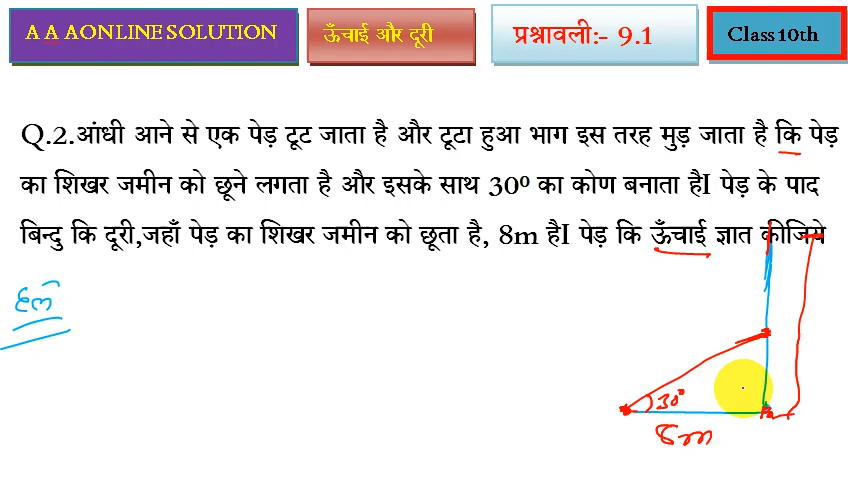 A A AONLINE SOLUTION
ऊँचाई और दूरी
प्रश्नावली:- 9.1
Class 10th
Q.2.आंधी आने से एक पेड़ टूट जाता है और टूटा हुआ भाग इस तरह मुड़ जाता है कि पेड़
का शिखर जमीन को छूने लगता है और इसके साथ 30⁰ का कोण बनाता हैI पेड़ के पाद
बिन्दु कि दूरी,जहाँ पेड़ का शिखर जमीन को छूता है, 8m हैI पेड़ कि ऊँचाई ज्ञात कीजिये
हल
30°
8m